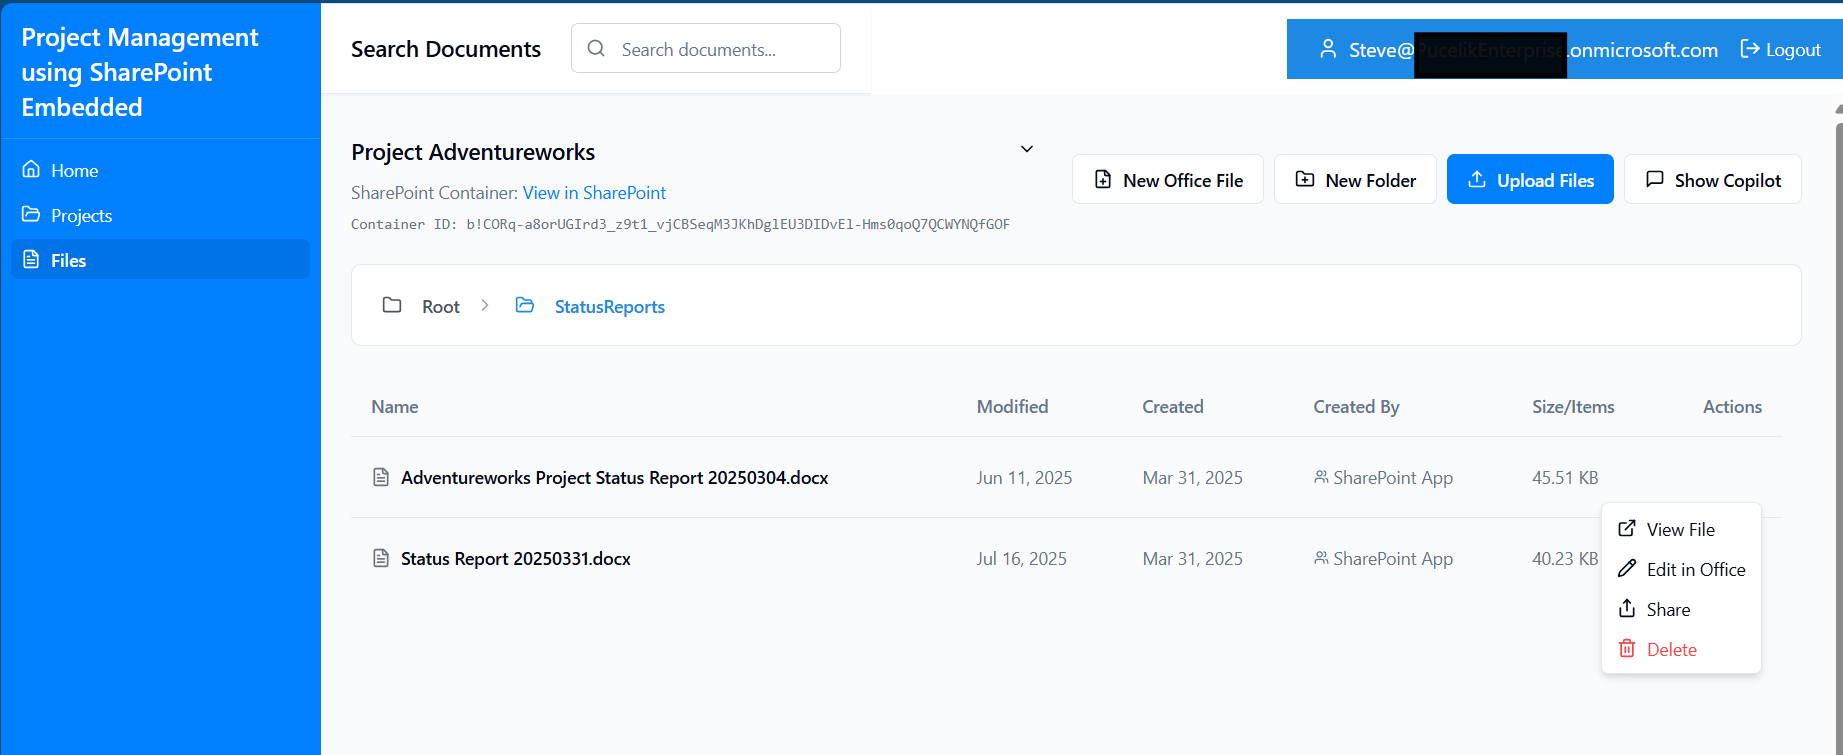 Project Management
using SharePoint
Embedded
Home
Projects
Files
Search Documents
Search documents...
Steve@ .onmicrosoft.com
Logout
Project Adventureworks
SharePoint Container: View in SharePoint
Container ID: b!CORq-a8orUGIrd3_z9t1_vjCBSeqM3JKhDglEU3DIDvEl-Hms0qoQ7QCWYNQfGOF
New Office File
New Folder
Upload Files
Show Copilot
Root > StatusReports
Name Modified Created Created By Size/Items Actions
Adventureworks Project Status Report 20250304.docx Jun 11, 2025 Mar 31, 2025 SharePoint App 45.51 KB
Status Report 20250331.docx Jul 16, 2025 Mar 31, 2025 SharePoint App 40.23 KB
View File
Edit in Office
Share
Delete